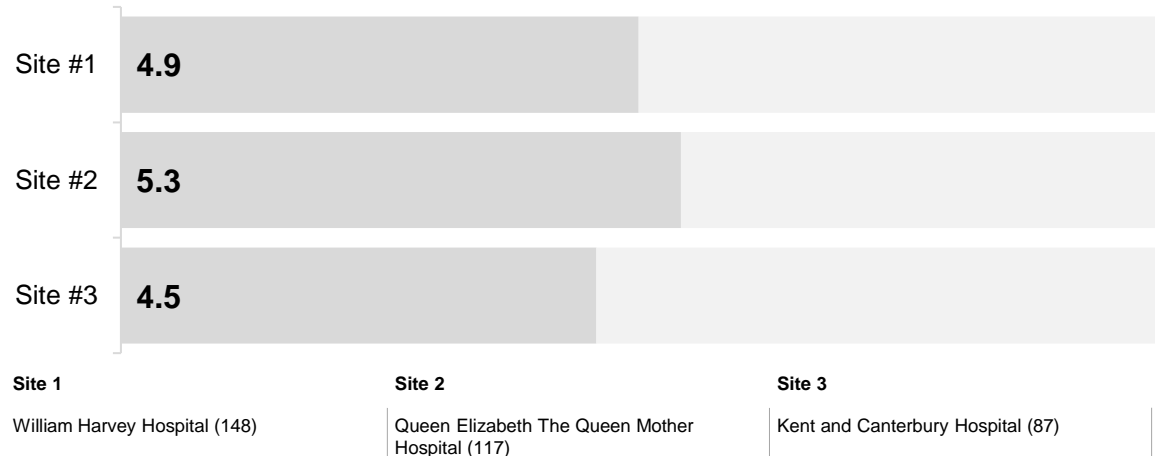 Site #1
4.9
Site #2
5.3
Site #3
4.5
Site 1
Site 2
Site 3
William Harvey Hospital (148)
Queen Elizabeth The Queen Mother
Hospital (117)
Kent and Canterbury Hospital (87)